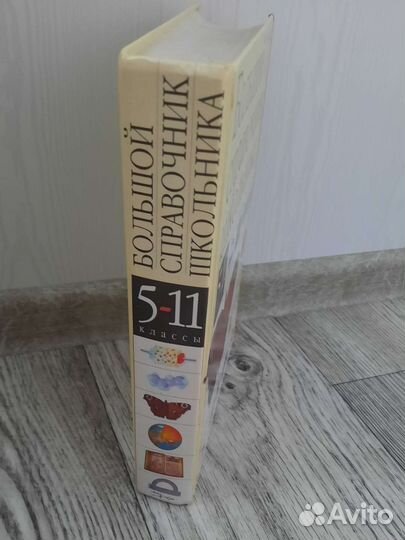 БОЛЬШОЙ
СПРАВОЧНИК
ШКОЛЬНИКА
5-11
классы
Avito